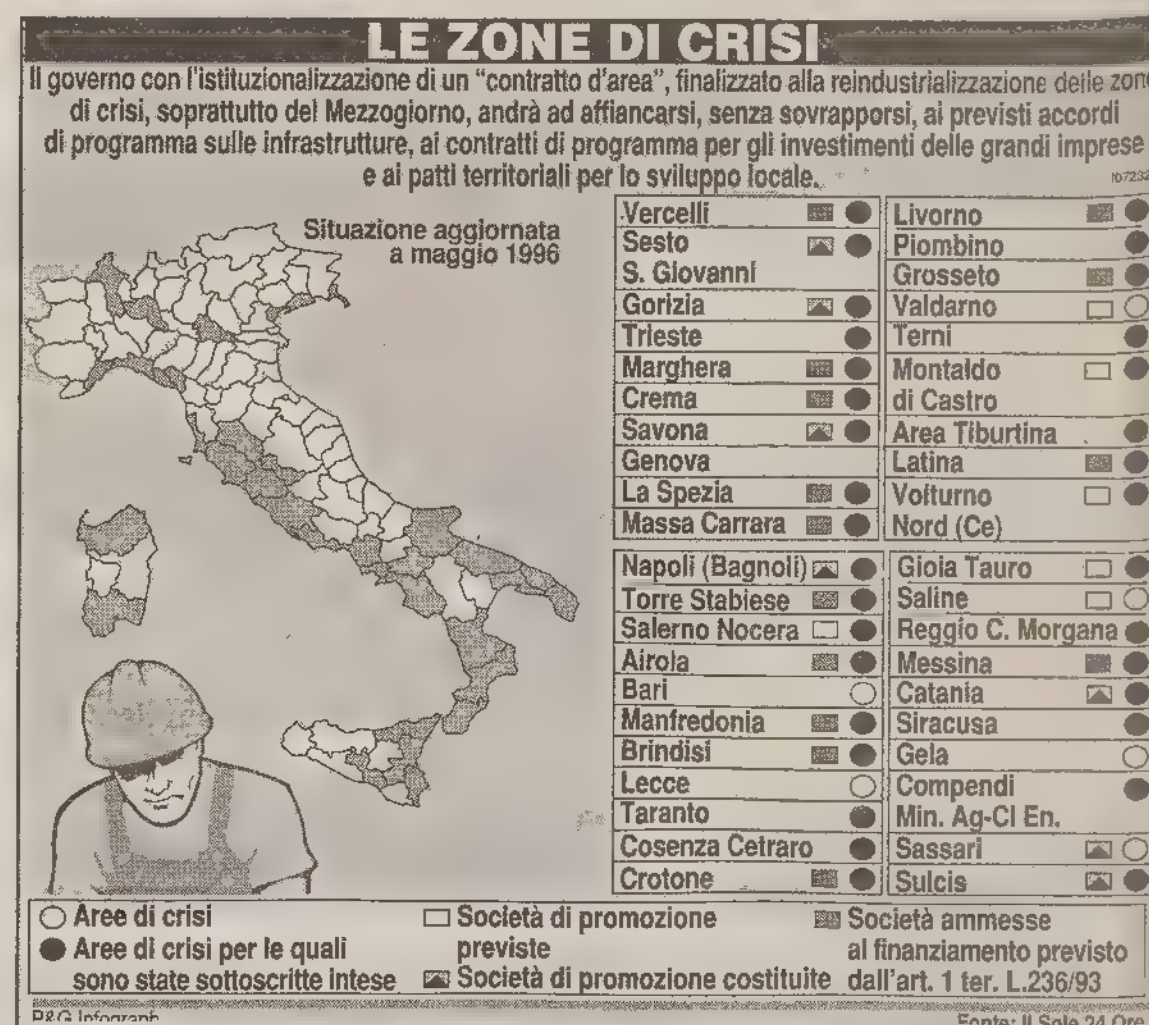 LE ZONE DI CRISI
Il governo con l'istituzionalizzazione di un "contratto d'area", finalizzato alla reindustrializzazione delle zone
di crisi, soprattutto del Mezzogiorno, andrà ad affiancarsi, senza sovrapporsi, ai previsti accordi
di programma sulle infrastrutture, ai contratti di programma per gli investimenti delle grandi imprese
e ai patti territoriali per lo sviluppo locale.
Situazione aggiornata
a maggio 1996
Vercelli
Sesto
S. Giovanni
Gorizia
Trieste
Marghera
Crema
Savona
Genova
La Spezia
Massa Carrara
Livorno
Piombino
Grosseto
Valdarno
Terni
Montaldo
di Castro
Area Tiburtina
Latina
Volturno
Nord (Ce)
Napoli (Bagnoli)
Torre Stabiese
Salerno Nocera
Airola
Bari
Manfredonia
Brindisi
Lecce
Taranto
Cosenza Cetraro
Crotone
Gioia Tauro
Saline
Reggio C. Morgana
Messina
Catania
Siracusa
Gela
Compendi
Min. Ag-Cl En.
Sassari
Sulcis
Aree di crisi
Aree di crisi per le quali
sono state sottoscritte intese
Società di promozione
previste
Società di promozione costituite
Società ammesse
al finanziamento previsto
dall'art. 1 ter. L.236/93
P&G Infograph
Fonte: Il Sole 24 Ore